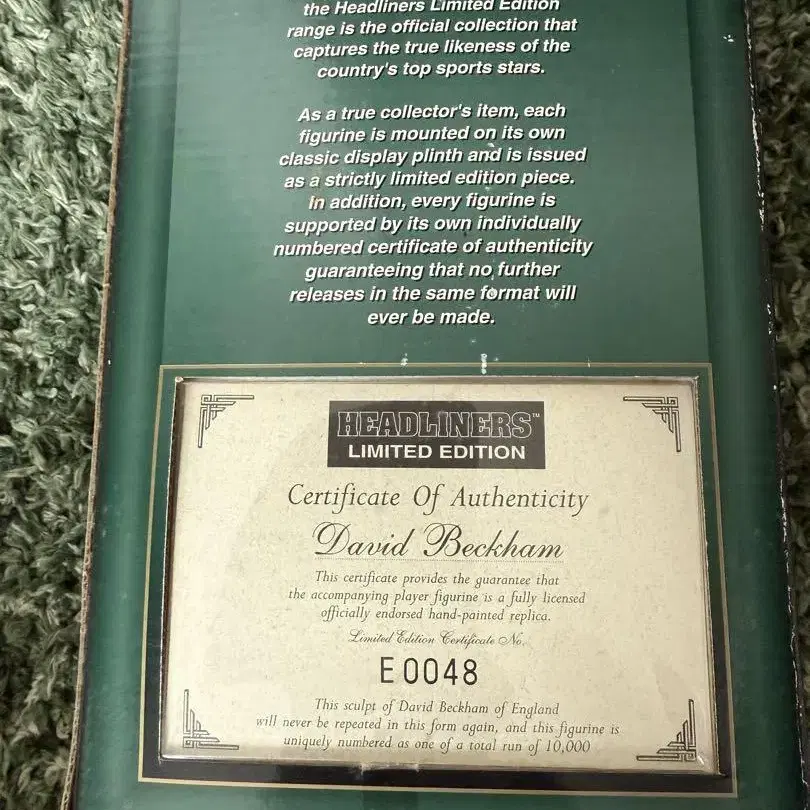 the Headliners Limited Edition
range is the official collection that
captures the true likeness of the
country's top sports stars.
As a true collector's item, each
figurine is mounted on its own
classic display plinth and is issued
as a strictly limited edition piece.
In addition, every figurine is
supported by its own individually
numbered certificate of authenticity
guaranteeing that no further
releases in the same format will
ever be made.
HEADLINERS™
LIMITED EDITION
Certificate Of Authenticity
David Beckham
This certificate provides the guarantee that
the accompanying player figurine is a fully licensed
officially endorsed hand-painted replica.
Limited Edition Certificate No.
E0048
This sculpt of David Beckham of England
will never be repeated in this form again, and this figurine is
uniquely numbered as one of a total run of 10,000